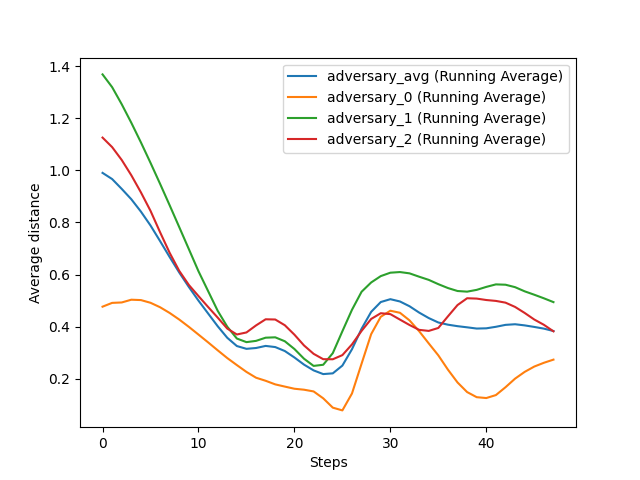 adversary_avg (Running Average)
adversary_0 (Running Average)
adversary_1 (Running Average)
adversary_2 (Running Average)
1.4
1.2
1.0
0.8
0.6
0.4
0.2
Average distance
0 10 20 30 40
Steps